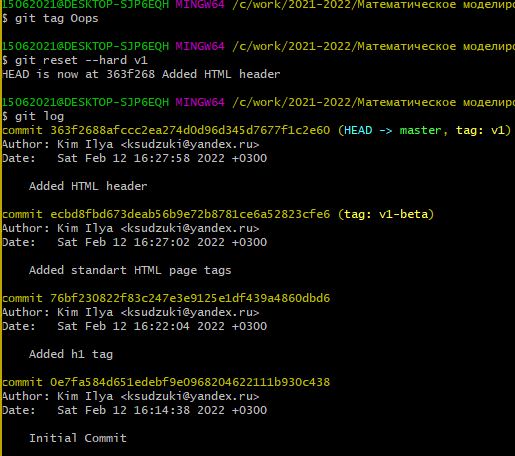 15062021@DESKTOP-SJP6EQH MINGW64 /c/work/2021-2022/Математическое моделиро
$ git tag Oops
15062021@DESKTOP-SJP6EQH MINGW64 /c/work/2021-2022/Математическое моделиро
$ git reset --hard v1
HEAD is now at 363f268 Added HTML header
15062021@DESKTOP-SJP6EQH MINGW64 /c/work/2021-2022/Математическое моделиро
$ git log
commit 363f2688afccc2ea274d0d96d345d7677f1c2e60 (HEAD -> master, tag: v1)
Author: Kim Ilya <ksudzuki@yandex.ru>
Date:   Sat Feb 12 16:27:58 2022 +0300
Added HTML header
commit ecbd8fbd673deab56b9e72b8781ce6a52823cfe6 (tag: v1-beta)
Author: Kim Ilya <ksudzuki@yandex.ru>
Date:   Sat Feb 12 16:27:02 2022 +0300
Added standart HTML page tags
commit 76bf230822f83c247e3e9125e1df439a4860dbd6
Author: Kim Ilya <ksudzuki@yandex.ru>
Date:   Sat Feb 12 16:22:04 2022 +0300
Added h1 tag
commit 0e7fa584d651edebf9e0968204622111b930c438
Author: Kim Ilya <ksudzuki@yandex.ru>
Date:   Sat Feb 12 16:14:38 2022 +0300
Initial Commit